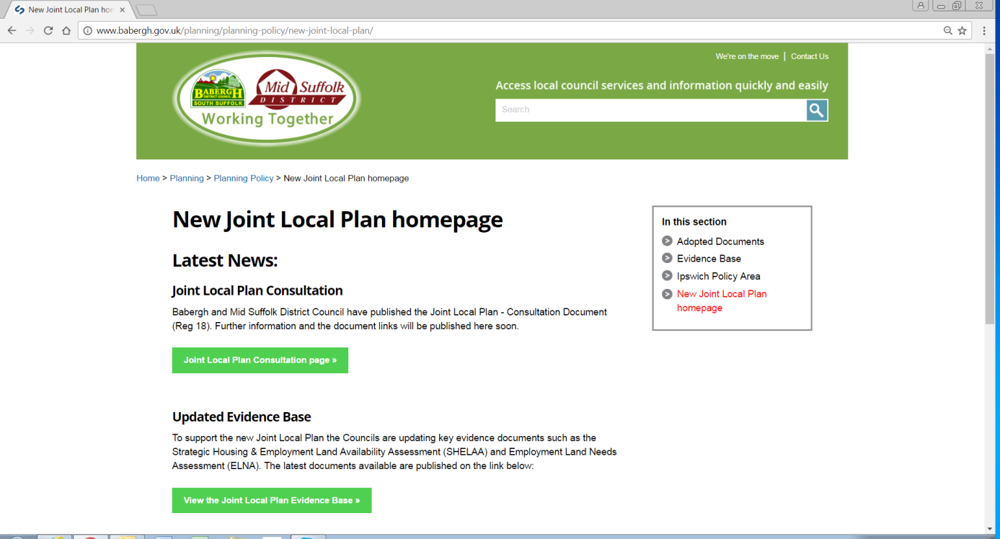 New Joint Local Plan hon
www.babergh.gov.uk/planning/planning-policy/new-joint-local-plan/
We're on the move | Contact Us
BABERGH
DISTRICT COUNCIL
SOUTH SUFFOLK
Mid Suffolk
DISTRICT
Working Together
Access local council services and information quickly and easily
Search
Home > Planning > Planning Policy > New Joint Local Plan homepage
New Joint Local Plan homepage
Latest News:
Joint Local Plan Consultation
Babergh and Mid Suffolk District Council have published the Joint Local Plan - Consultation Document
(Reg 18). Further information and the document links will be published here soon.
Joint Local Plan Consultation page »
Updated Evidence Base
To support the new Joint Local Plan the Councils are updating key evidence documents such as the
Strategic Housing & Employment Land Availability Assessment (SHELAA) and Employment Land Needs
Assessment (ELNA). The latest documents available are published on the link below:
View the Joint Local Plan Evidence Base »
In this section
Adopted Documents
Evidence Base
Ipswich Policy Area
New Joint Local Plan
homepage